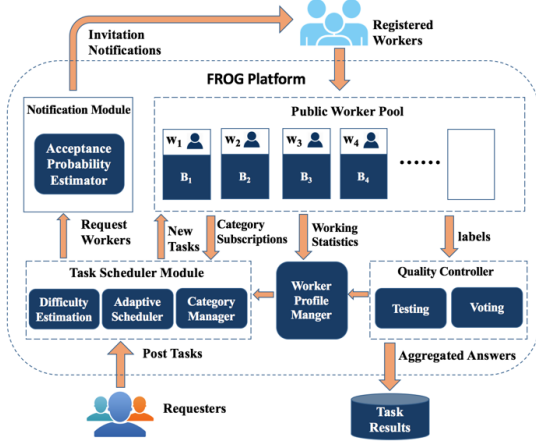 Invitation
Notifications
Registered
Workers
FROG Platform
Notification Module
Acceptance
Probability
Estimator
Public Worker Pool
w1
w2
w3
w4
B1
B2
B3
B4
......
Request
Workers
New
Tasks
Category
Subscriptions
Working
Statistics
labels
Task Scheduler Module
Difficulty
Estimation
Adaptive
Scheduler
Category
Manager
Worker
Profile
Manger
Quality Controller
Testing
Voting
Post Tasks
Aggregated Answers
Requesters
Task
Results